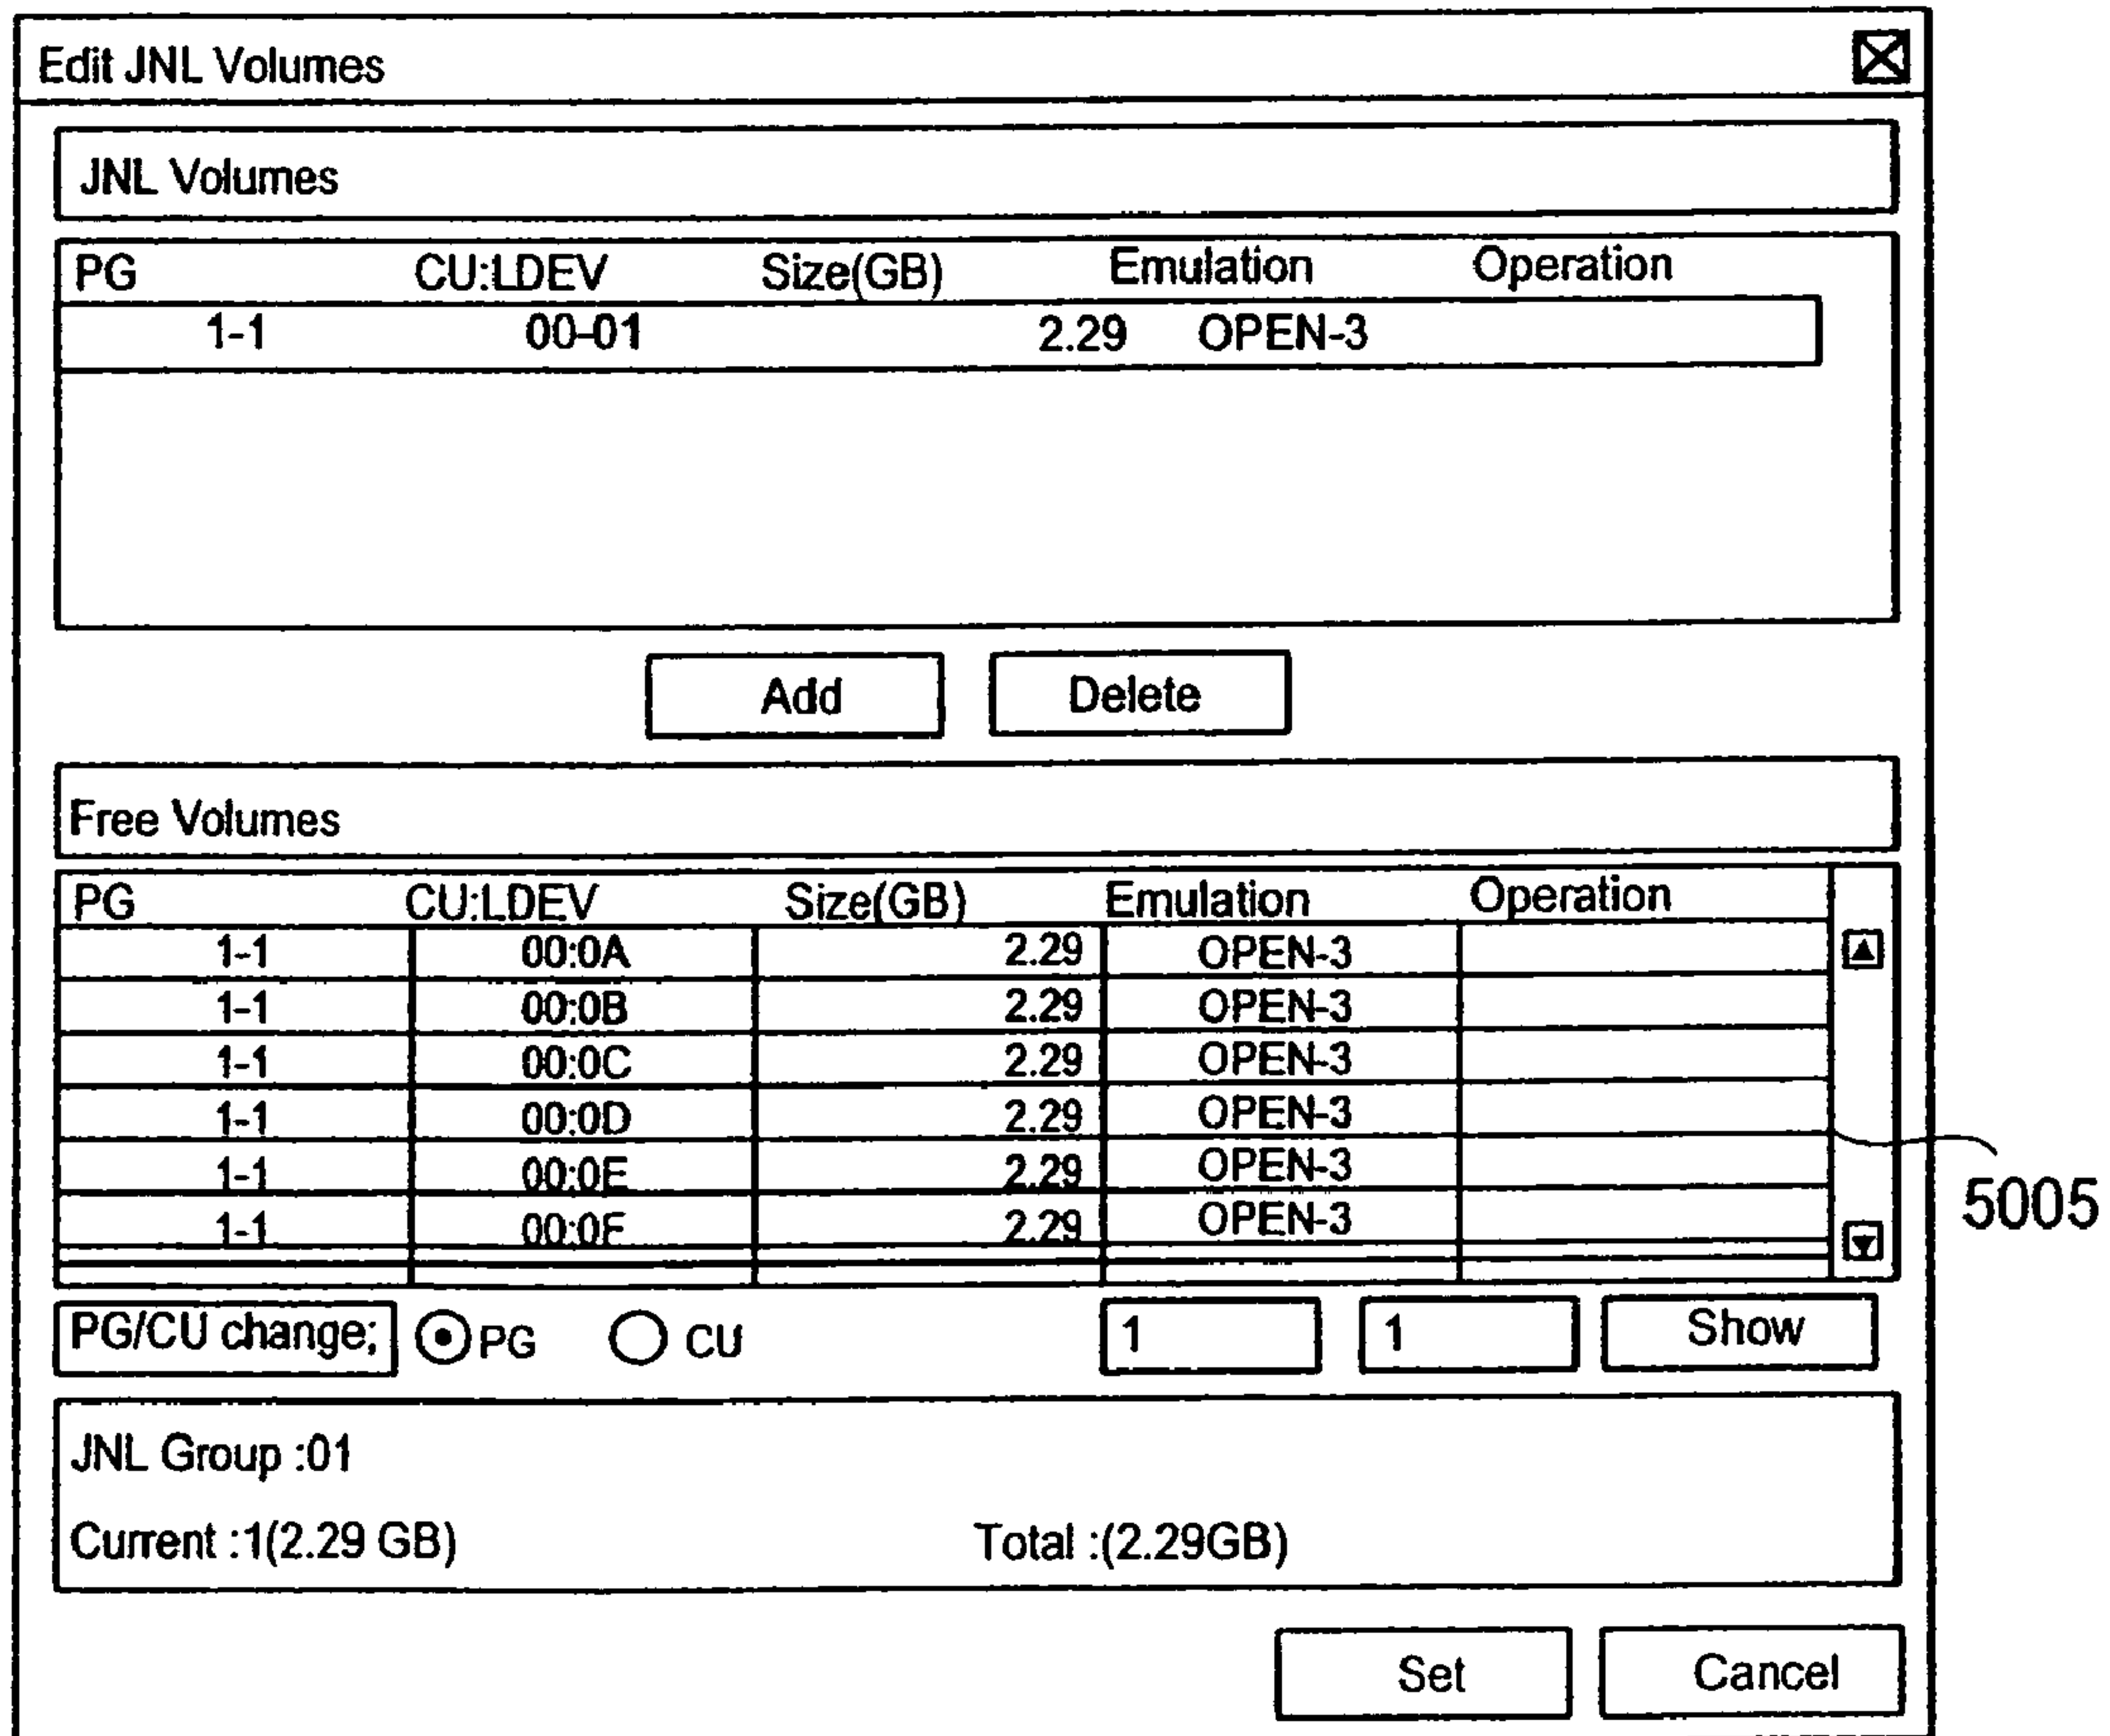 Edit JNL Volumes
JNL Volumes
PG CU:LDEV Size(GB) Emulation Operation
1-1 00-01 2.29 OPEN-3
Add Delete
Free Volumes
PG CU:LDEV Size(GB) Emulation Operation
1-1 00:0A 2.29 OPEN-3
1-1 00:0B 2.29 OPEN-3
1-1 00:0C 2.29 OPEN-3
1-1 00:0D 2.29 OPEN-3
1-1 00:0E 2.29 OPEN-3
1-1 00:0F 2.29 OPEN-3
5005
PG/CU change; PG CU 1 1 Show
JNL Group :01
Current :1(2.29 GB) Total :(2.29GB)
Set Cancel